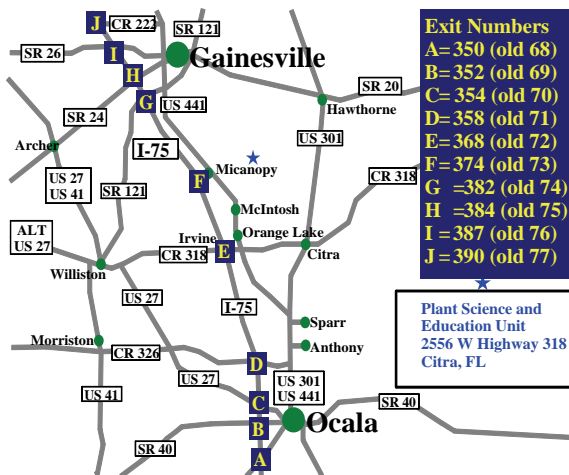 J
CR 222
SR 121
SR 26
I
Gainesville
H
SR 20
G
US 441
Hawthorne
SR 24
US 301
Archer
I-75
CR 318
US 27
US 41
F
Micanopy
SR 121
McIntosh
ALT
US 27
Irvine
Orange Lake
E
Citra
CR 318
Williston
US 27
I-75
Sparr
Morriston
Anthony
CR 326
D
US 27
US 301
US 441
US 41
C
B
Ocala
SR 40
SR 40
A
Exit Numbers
A=350 (old 68)
B=352 (old 69)
C=354 (old 70)
D=358 (old 71)
E=368 (old 72)
F=374 (old 73)
G =382 (old 74)
H =384 (old 75)
I =387 (old 76)
J =390 (old 77)
Plant Science and
Education Unit
2556 W Highway 318
Citra, FL